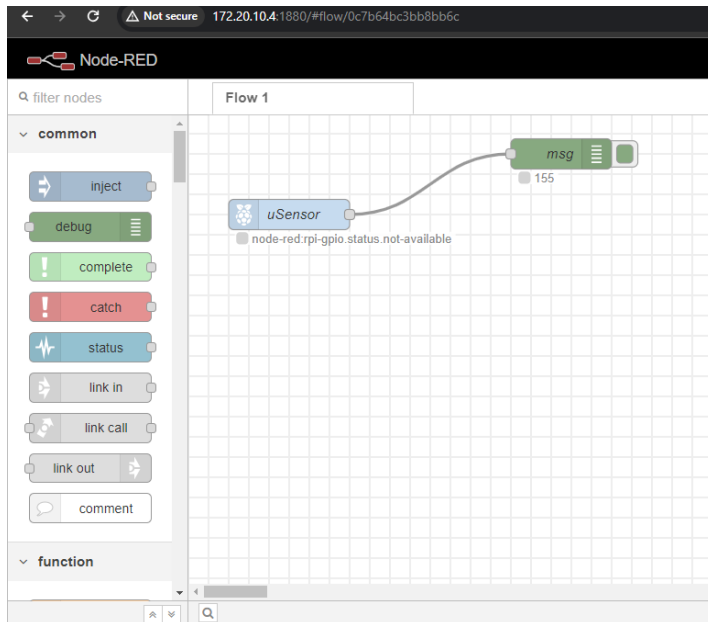 Not secure 172.20.10.4:1880/#flow/0c7b64bc3bb8bb6c
Node-RED
filter nodes
Flow 1
common
inject
debug
complete
catch
status
link in
link call
link out
comment
function
msg
155
uSensor
node-red:rpi-gpio.status.not-available